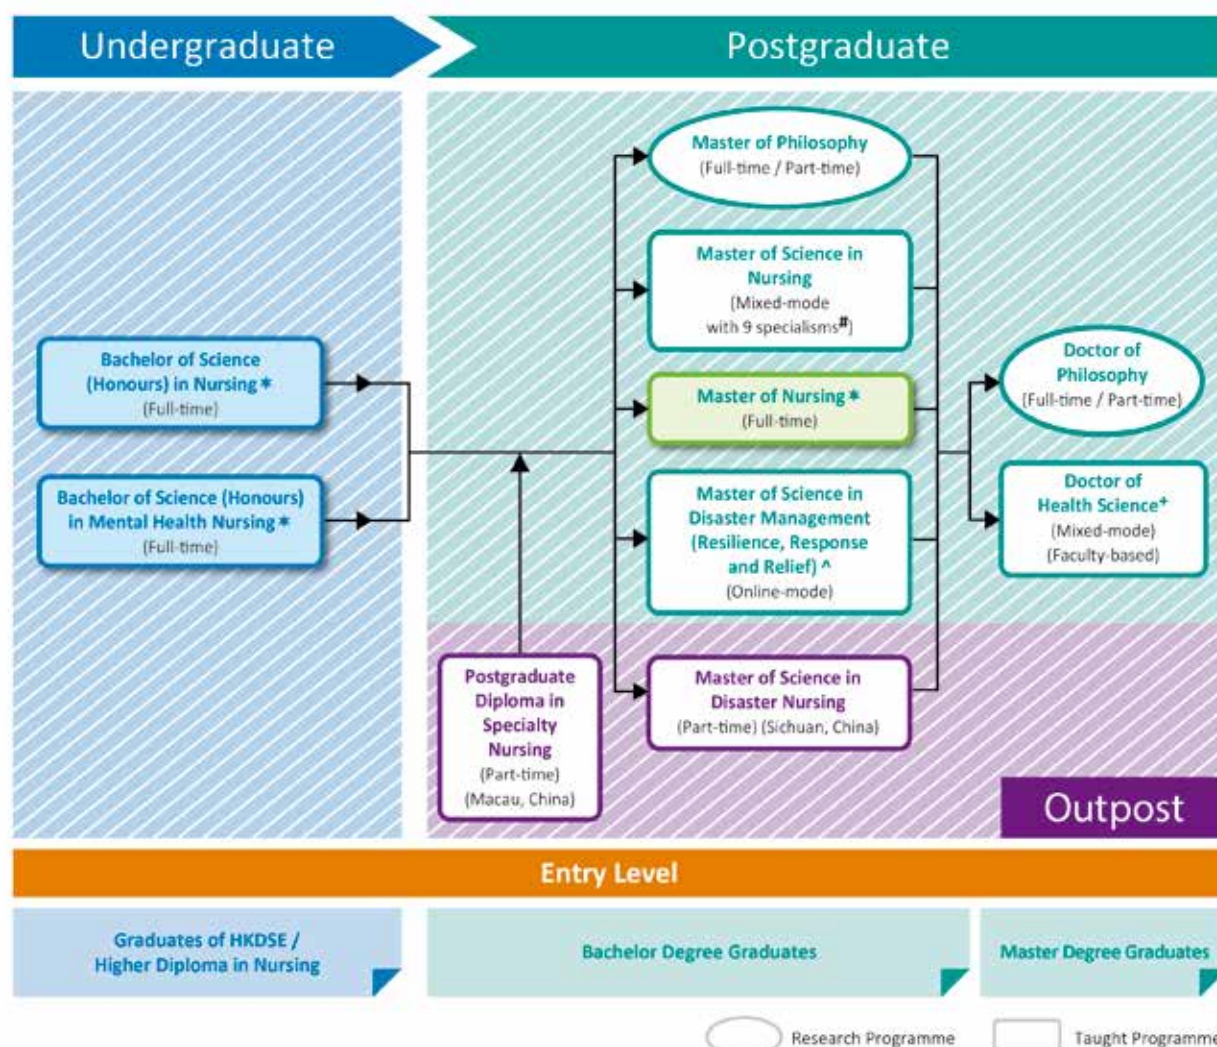 Undergraduate
Postgraduate
Master of Philosophy
(Full-time / Part-time)
Master of Science in
Nursing
(Mixed-mode
with 9 specialisms#)
Bachelor of Science
(Honours) in Nursing*
(Full-time)
Master of Nursing*
(Full-time)
Doctor of
Philosophy
(Full-time / Part-time)
Bachelor of Science (Honours)
in Mental Health Nursing*
(Full-time)
Master of Science in
Disaster Management
(Resilience, Response
and Relief) ^
(Online-mode)
Doctor of
Health Science+
(Mixed-mode)
(Faculty-based)
Postgraduate
Diploma in
Specialty
Nursing
(Part-time)
(Macau, China)
Master of Science in
Disaster Nursing
(Part-time) (Sichuan, China)
Outpost
Entry Level
Graduates of HKDSE /
Higher Diploma in Nursing
Bachelor Degree Graduates
Master Degree Graduates
Research Programme
Taught Programme